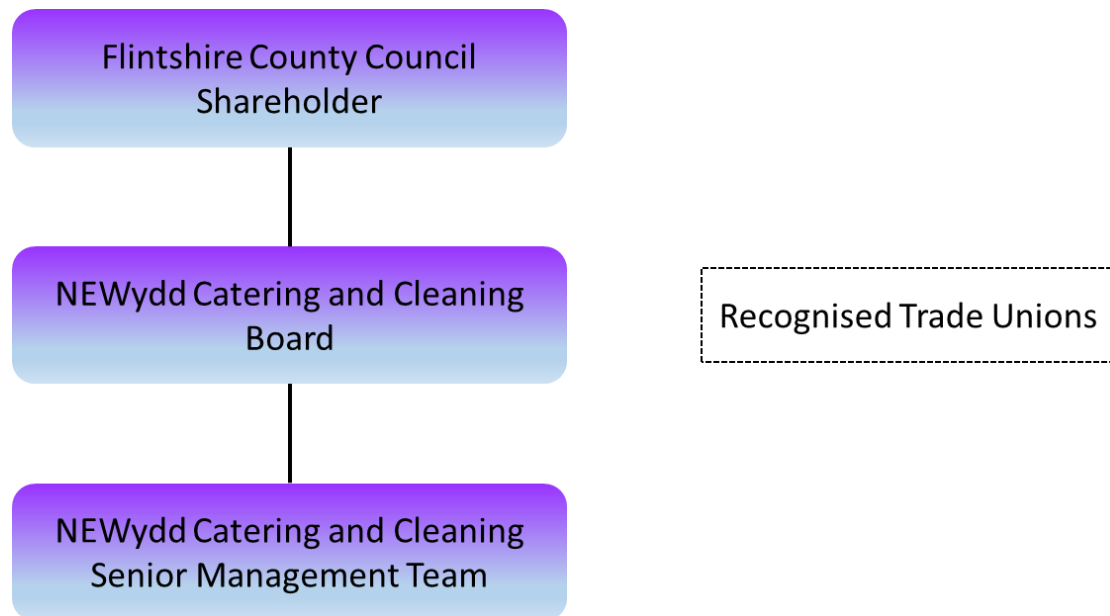 Flintshire County Council
Shareholder
NEWydd Catering and Cleaning
Board
Recognised Trade Unions
NEWydd Catering and Cleaning
Senior Management Team